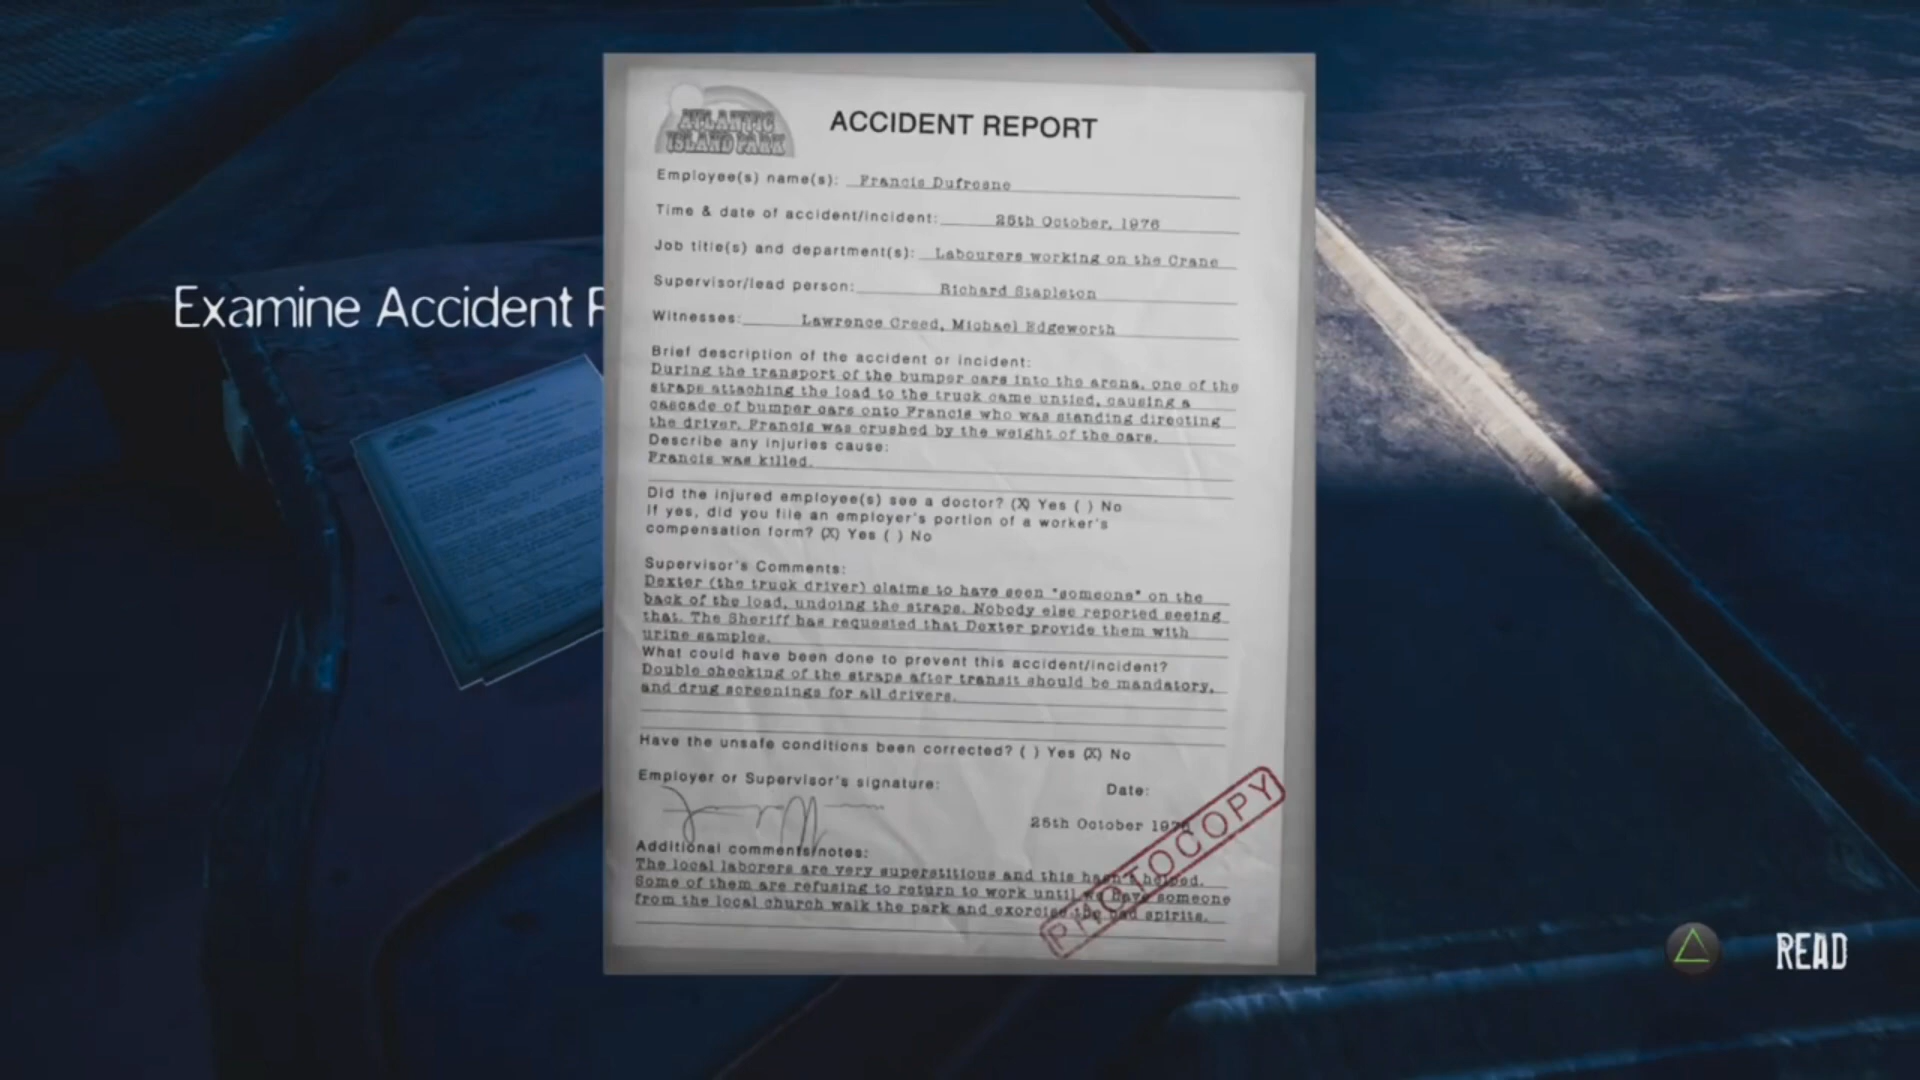 ATLANTIC
ISLAND PARK
ACCIDENT REPORT
Employee(s) name(s): Francis Dufresne
Time & date of accident/incident: 25th October, 1976
Job title(s) and department(s): Labourers working on the Crane
Supervisor/lead person: Richard Stapleton
Witnesses: Lawrence Creed, Michael Edgeworth
Brief description of the accident or incident:
During the transport of the bumper cars into the arena, one of the
straps attaching the load to the truck came untied, causing a
cascade of bumper cars onto Francis who was standing directing
the driver. Francis was crushed by the weight of the cars.
Describe any injuries cause:
Francis was killed.
Did the injured employee(s) see a doctor? (X) Yes ( ) No
If yes, did you file an employer's portion of a worker's
compensation form? (X) Yes ( ) No
Supervisor's Comments:
Dexter (the truck driver) claims to have seen "someone" on the
back of the load, undoing the straps. Nobody else reported seeing
that. The Sheriff has requested that Dexter provide them with
urine samples.
What could have been done to prevent this accident/incident?
Double checking of the straps after transit should be mandatory,
and drug screenings for all drivers.
Have the unsafe conditions been corrected? ( ) Yes (X) No
Employer or Supervisor's signature:
Date:
25th October 1976
Additional comments/notes:
The local laborers are very superstitious and this hasn't helped.
Some of them are refusing to return to work until we have someone
from the local church walk the park and exorcise the bad spirits.
PHOTOCOPY
Examine Accident R
READ